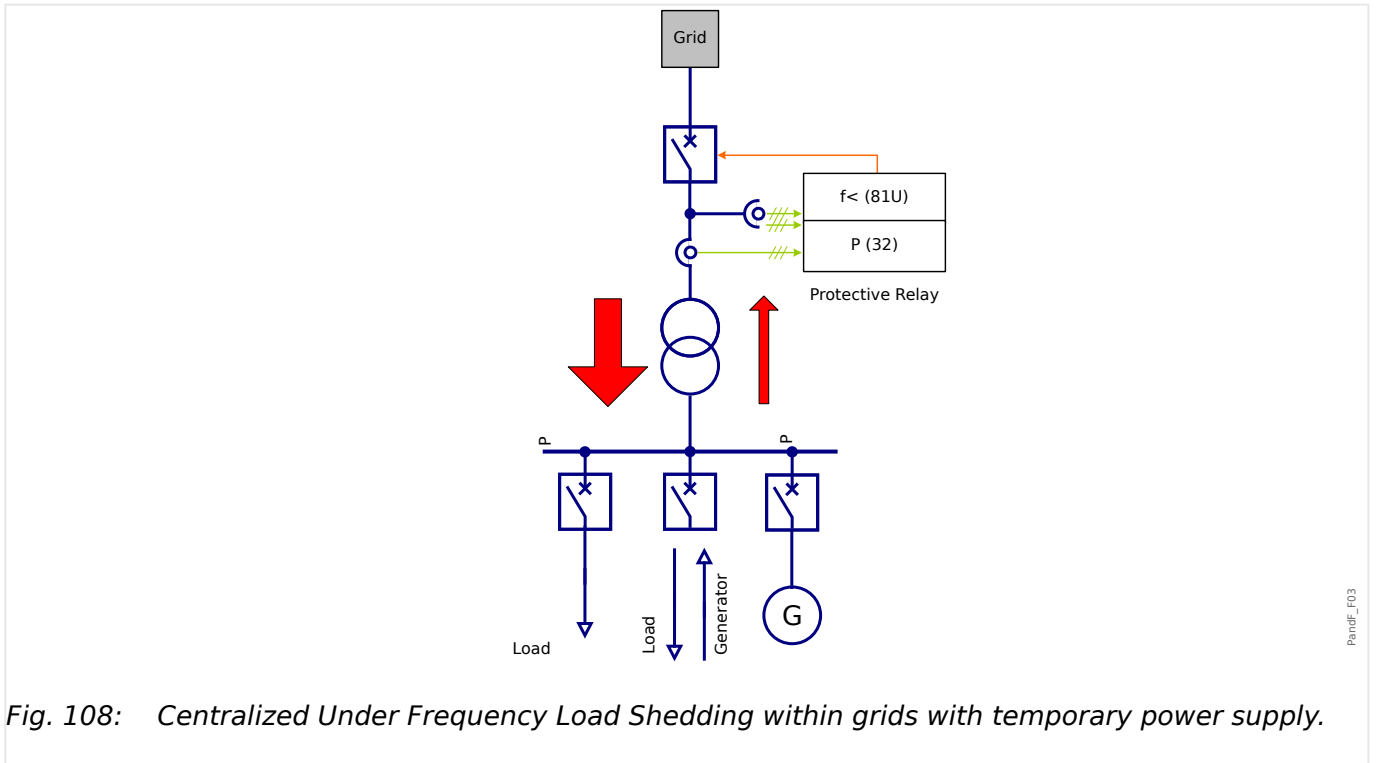 Grid
f< (81U)
P (32)
Protective Relay
P
P
Load
Load
Generator
G
PandF_F03
Fig. 108: Centralized Under Frequency Load Shedding within grids with temporary power supply.